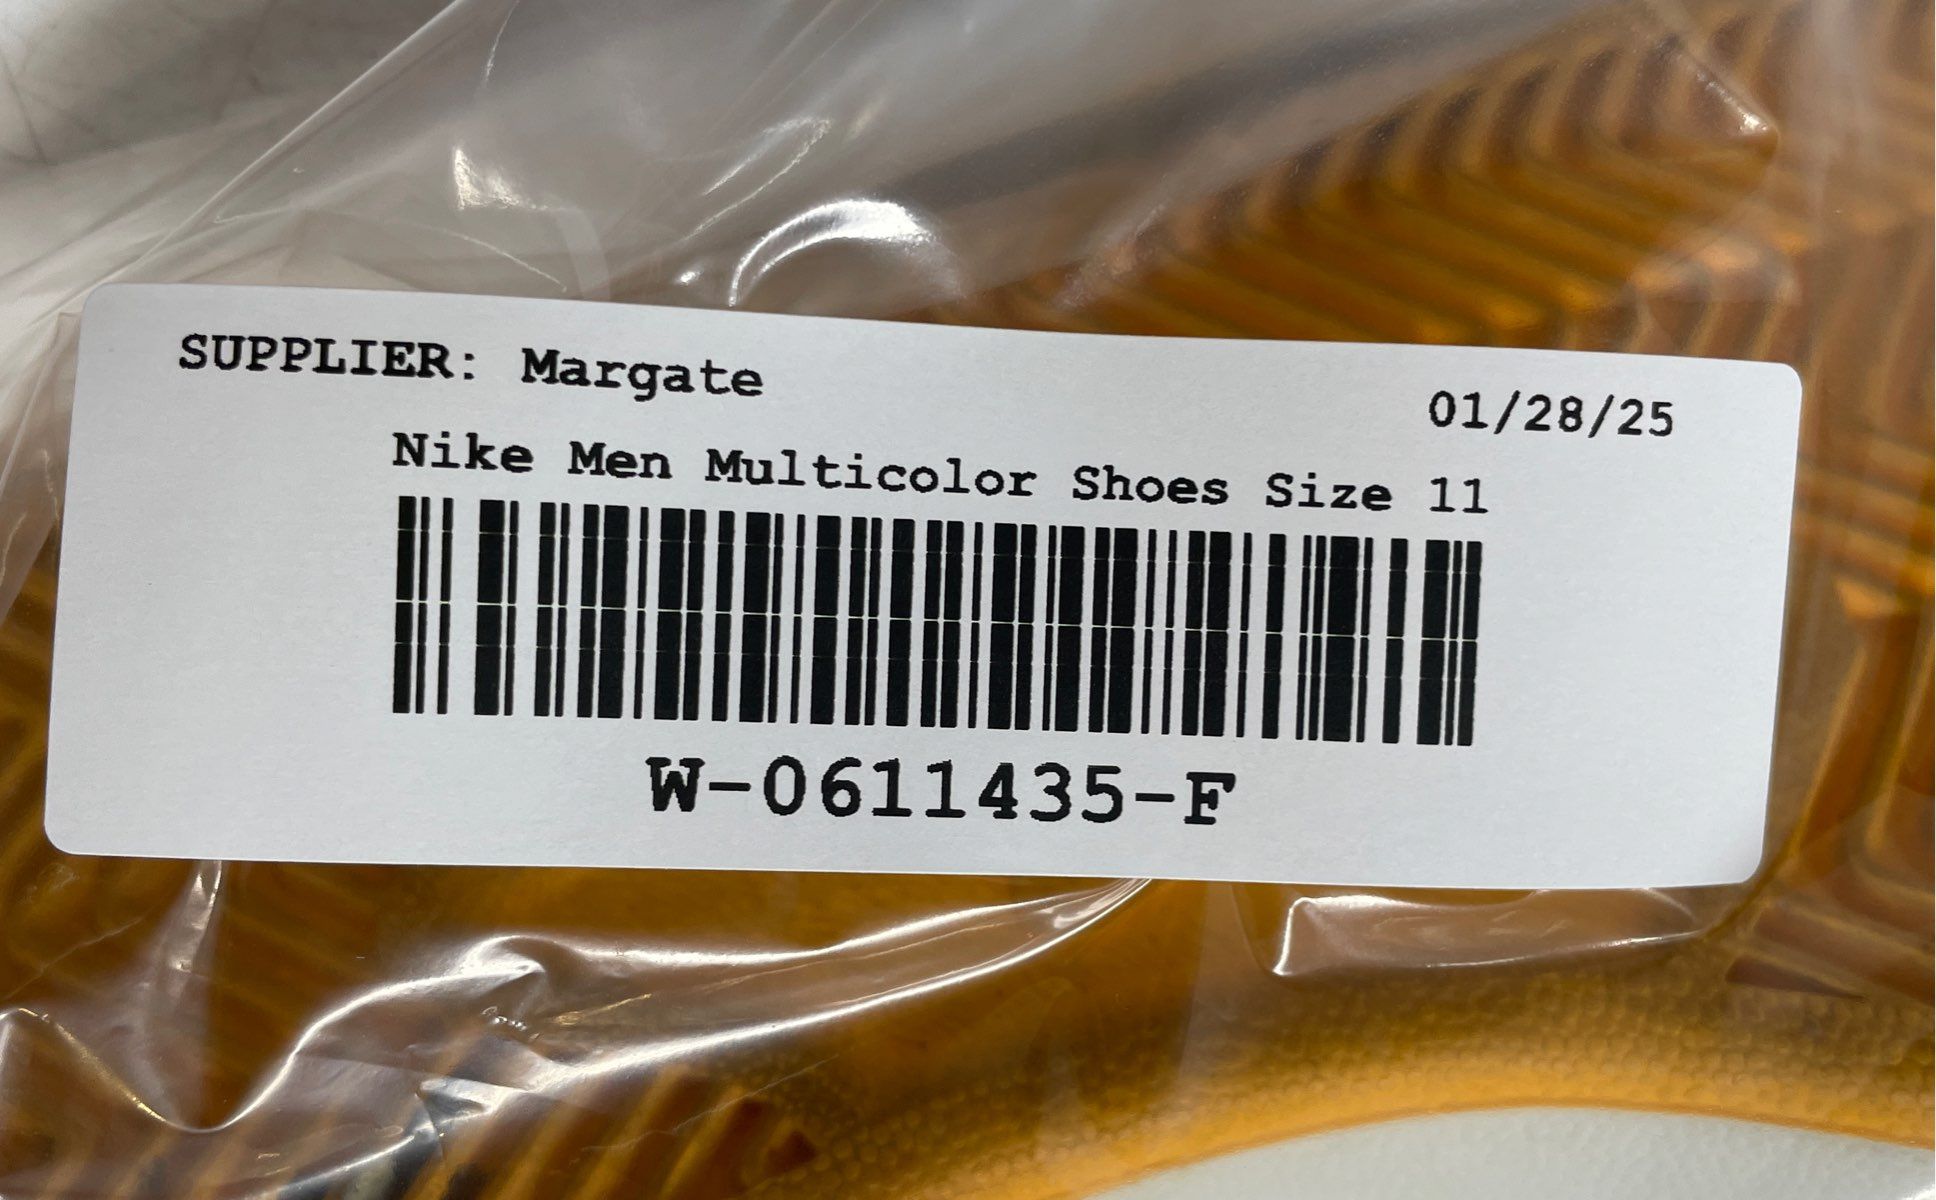 SUPPLIER: Margate
01/28/25
Nike Men Multicolor Shoes Size 11
W-0611435-F